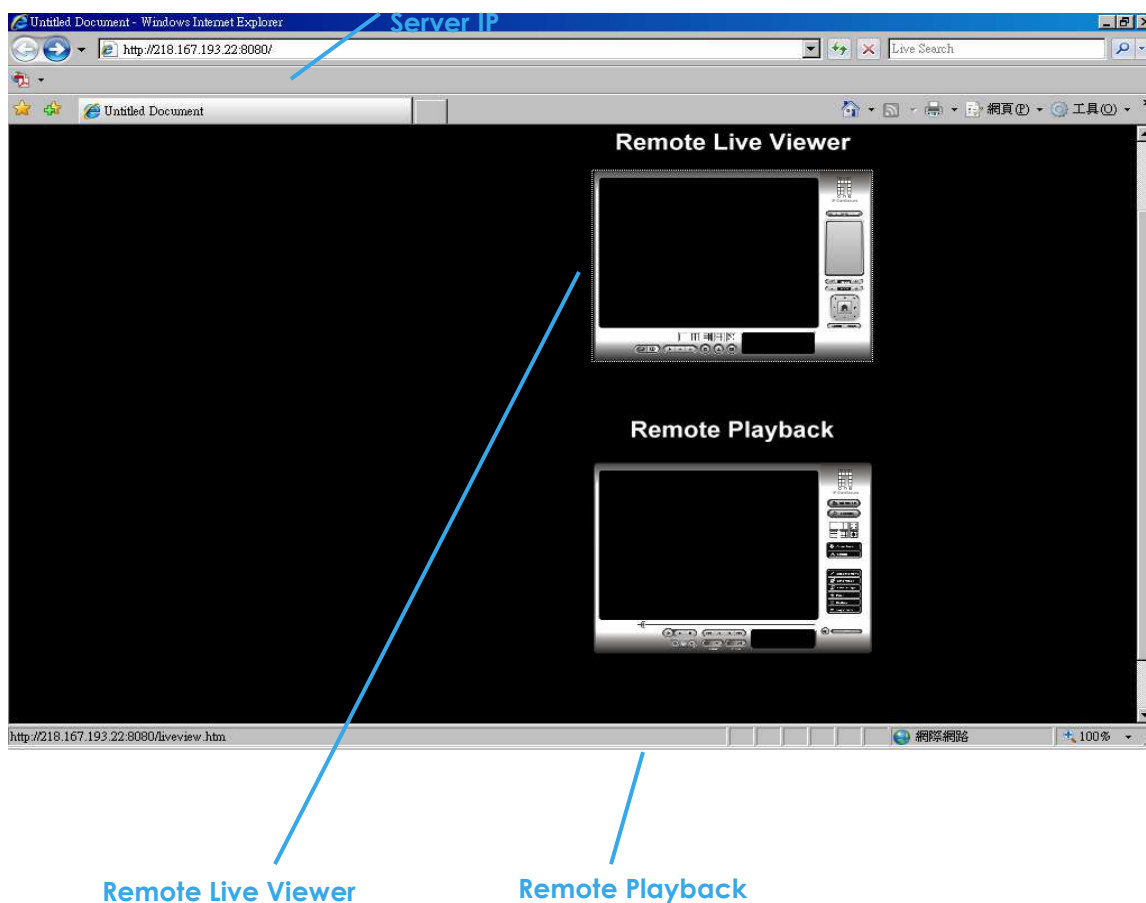 Untitled Document - Windows Internet Explorer
Server IP
http://218.167.193.22:8080/
Live Search
Untitled Document
網頁(P)
工具(O)
Remote Live Viewer
Remote Playback
http://218.167.193.22:8080/liveview.htm
網際網路
100%
Remote Live Viewer
Remote Playback